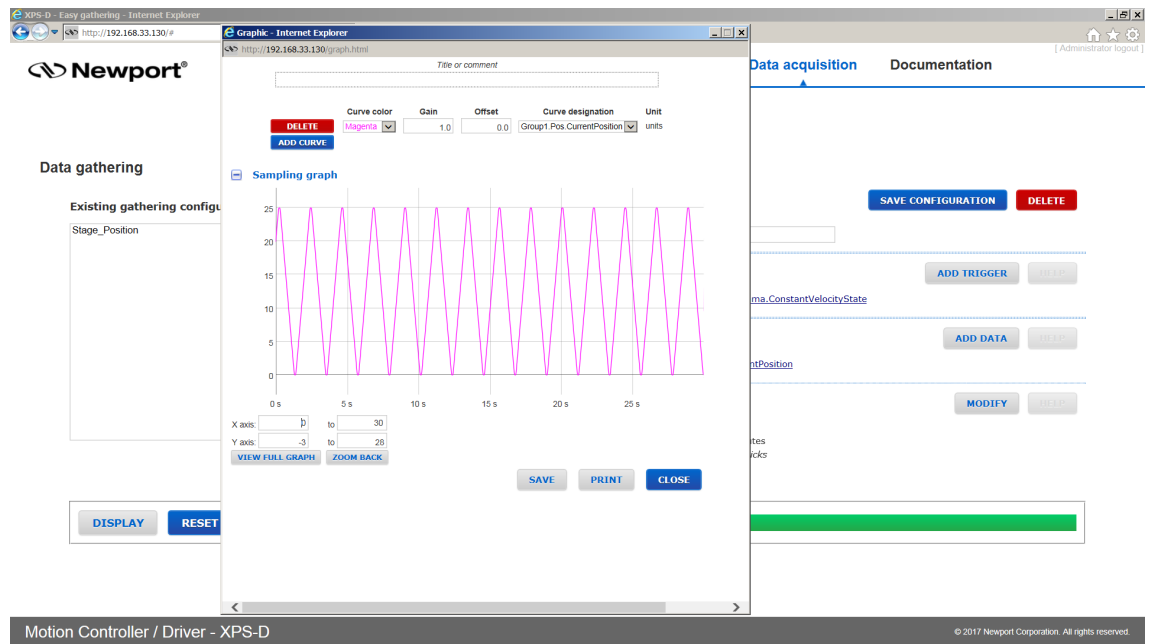 XPS-D - Easy gathering - Internet Explorer
http://192.168.33.130/#
[ Administrator logout ]
Newport®
Data acquisition
Documentation
Data gathering
Existing gathering configu
Stage_Position
SAVE CONFIGURATION
DELETE
ADD TRIGGER
HELP
ma.ConstantVelocityState
ADD DATA
HELP
ntPosition
MODIFY
HELP
tes
icks
DISPLAY
RESET
Graphic - Internet Explorer
http://192.168.33.130/graph.html
Title or comment
Curve color Gain Offset Curve designation Unit
DELETE Magenta 1.0 0.0 Group1.Pos.CurrentPosition units
ADD CURVE
Sampling graph
25
20
15
10
5
0
0 s 5 s 10 s 15 s 20 s 25 s
X axis: 0 to 30
Y axis: -3 to 28
VIEW FULL GRAPH ZOOM BACK
SAVE PRINT CLOSE
Motion Controller / Driver - XPS-D
© 2017 Newport Corporation. All rights reserved.